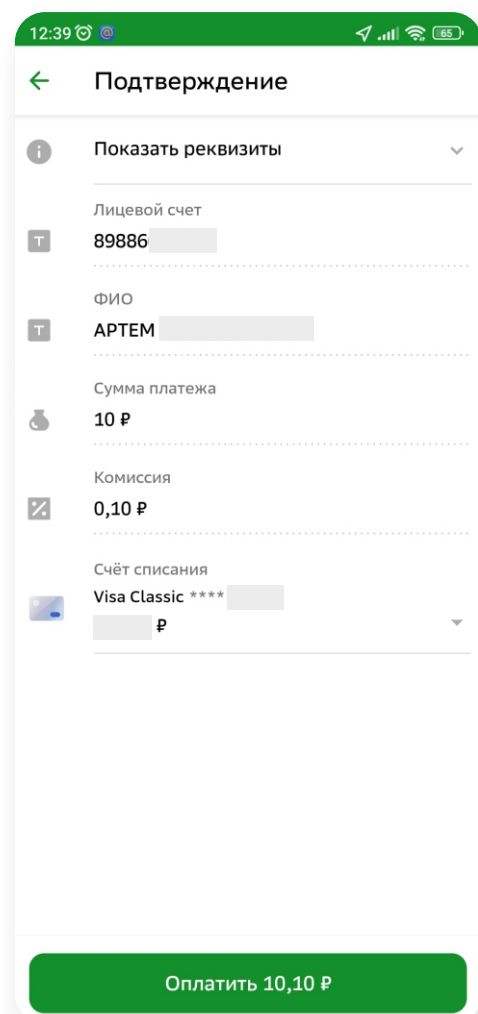 12:39
65
Подтверждение
Показать реквизиты
Лицевой счет
89886
ФИО
АРТЕМ
Сумма платежа
10 ₽
Комиссия
0,10 ₽
Счёт списания
Visa Classic ****
₽
Оплатить 10,10 ₽